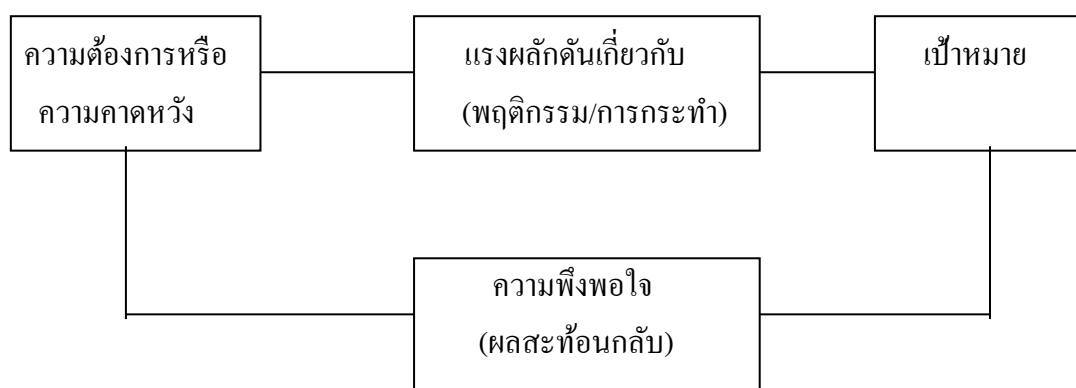 ความต้องการหรือ
ความคาดหวัง
แรงผลักดันเกี่ยวกับ
(พฤติกรรม/การกระทำ)
เป้าหมาย
ความพึงพอใจ
(ผลสะท้อนกลับ)